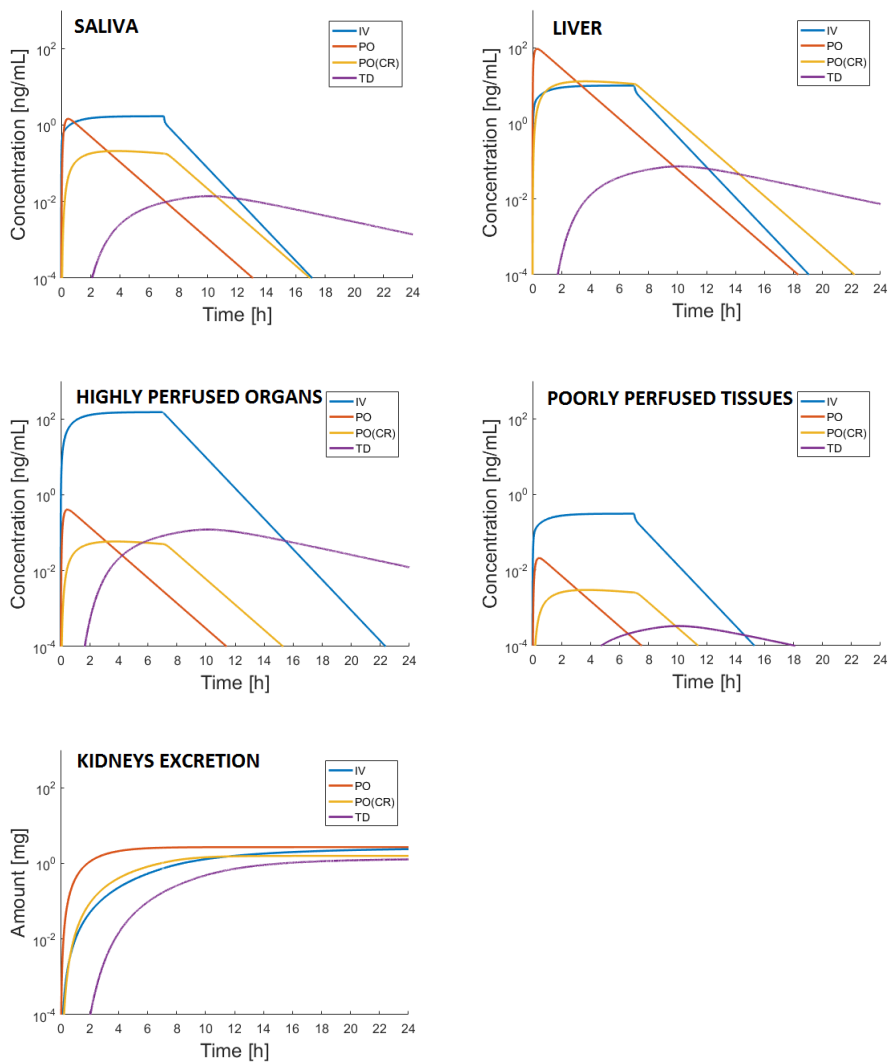 SALIVA
IV
PO
PO(CR)
TD
Concentration [ng/mL]
10^2
10^0
10^-2
10^-4
0 2 4 6 8 10 12 14 16 18 20 22 24
Time [h]
LIVER
IV
PO
PO(CR)
TD
Concentration [ng/mL]
10^2
10^0
10^-2
10^-4
0 2 4 6 8 10 12 14 16 18 20 22 24
Time [h]
HIGHLY PERFUSED ORGANS
IV
PO
PO(CR)
TD
Concentration [ng/mL]
10^2
10^0
10^-2
10^-4
0 2 4 6 8 10 12 14 16 18 20 22 24
Time [h]
POORLY PERFUSED TISSUES
IV
PO
PO(CR)
TD
Concentration [ng/mL]
10^2
10^0
10^-2
10^-4
0 2 4 6 8 10 12 14 16 18 20 22 24
Time [h]
KIDNEYS EXCRETION
IV
PO
PO(CR)
TD
Amount [mg]
10^2
10^0
10^-2
10^-4
0 2 4 6 8 10 12 14 16 18 20 22 24
Time [h]